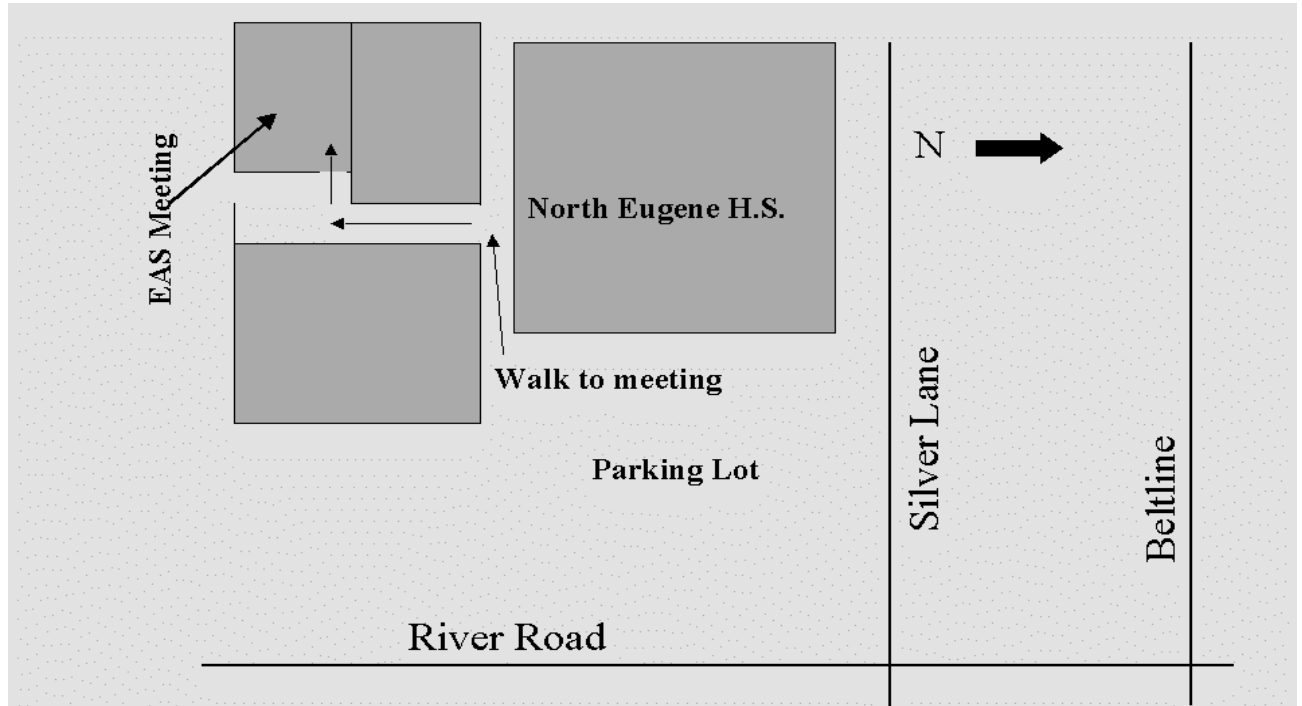 N
North Eugene H.S.
EAS Meeting
Walk to meeting
Silver Lane
Parking Lot
Beltline
River Road